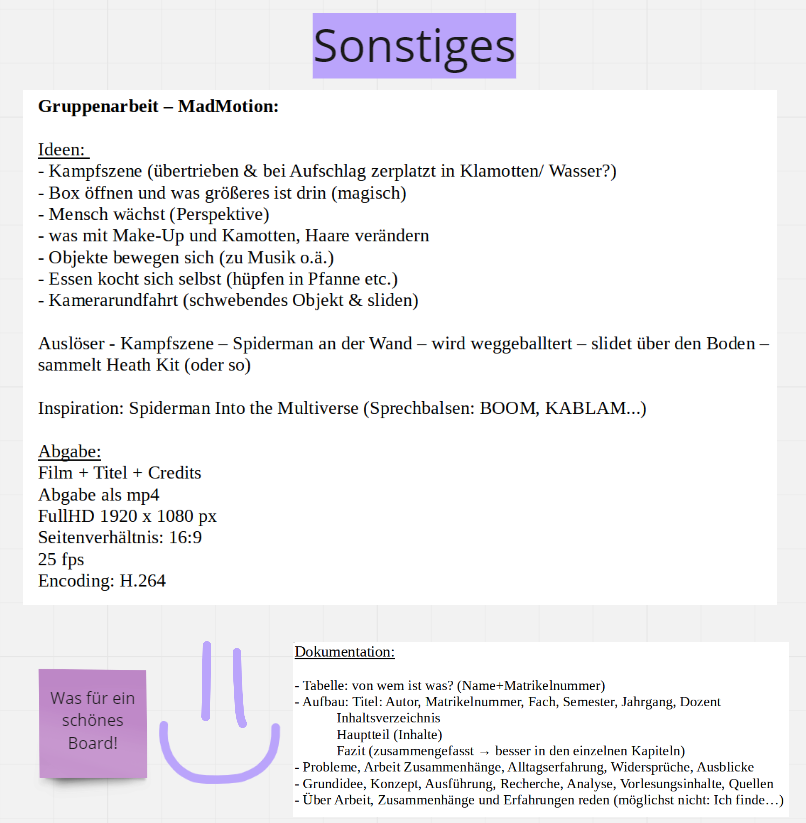 Sonstiges
Gruppenarbeit – MadMotion:
Ideen:
- Kampfszene (übertrieben & bei Aufschlag zerplatzt in Klamotten/ Wasser?)
- Box öffnen und was größeres ist drin (magisch)
- Mensch wächst (Perspektive)
- was mit Make-Up und Kamotten, Haare verändern
- Objekte bewegen sich (zu Musik o.ä.)
- Essen kocht sich selbst (hüpfen in Pfanne etc.)
- Kamerarundfahrt (schwebendes Objekt & sliden)
Auslöser - Kampfszene – Spiderman an der Wand – wird weggeballtert – slidet über den Boden –
sammelt Heath Kit (oder so)
Inspiration: Spiderman Into the Multiverse (Sprechbalsen: BOOM, KABLAM...)
Abgabe:
Film + Titel + Credits
Abgabe als mp4
FullHD 1920 x 1080 px
Seitenverhältnis: 16:9
25 fps
Encoding: H.264
Was für ein
schönes
Board!
Dokumentation:
- Tabelle: von wem ist was? (Name+Matrikelnummer)
- Aufbau: Titel: Autor, Matrikelnummer, Fach, Semester, Jahrgang, Dozent
Inhaltsverzeichnis
Hauptteil (Inhalte)
Fazit (zusammengefasst → besser in den einzelnen Kapiteln)
- Probleme, Arbeit Zusammenhänge, Alltagserfahrung, Widersprüche, Ausblicke
- Grundidee, Konzept, Ausführung, Recherche, Analyse, Vorlesungsinhalte, Quellen
- Über Arbeit, Zusammenhänge und Erfahrungen reden (möglichst nicht: Ich finde…)